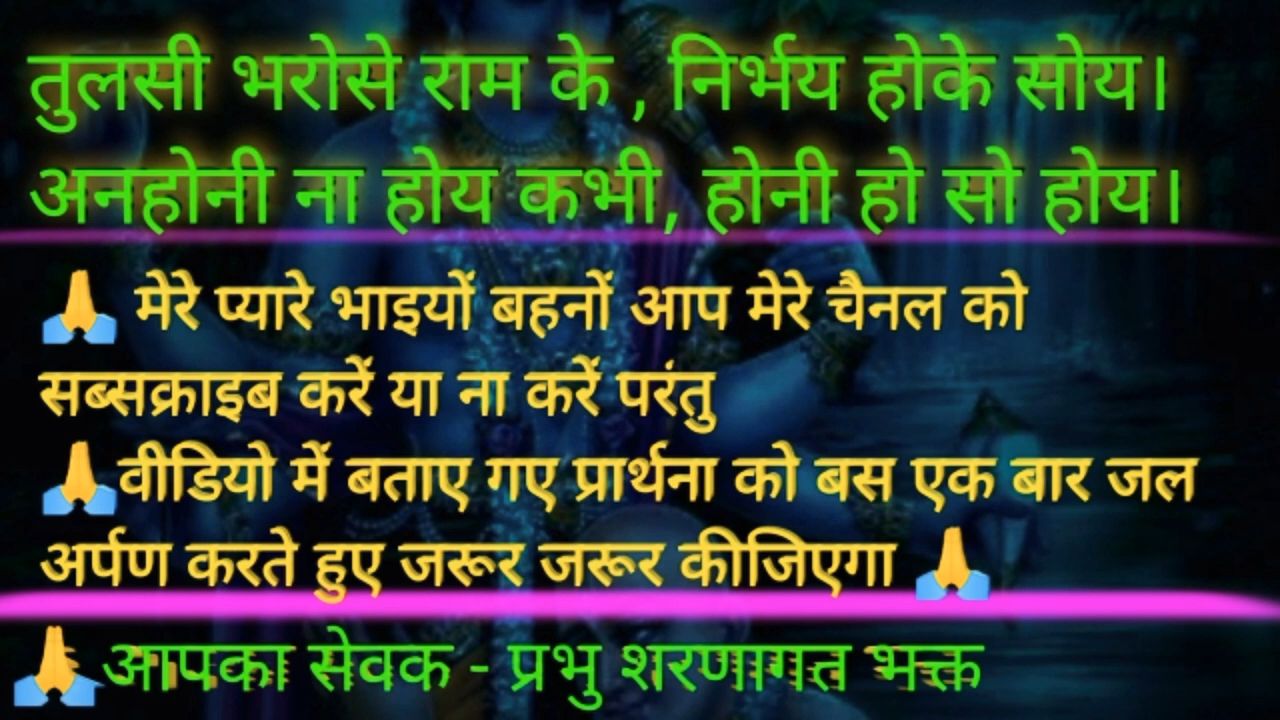 तुलसी भरोसे राम के , निर्भय होके सोय।
अनहोनी ना होय कभी, होनी हो सो होय।
🙏 मेरे प्यारे भाइयों बहनों आप मेरे चैनल को
सब्सक्राइब करें या ना करें परंतु
🙏वीडियो में बताए गए प्रार्थना को बस एक बार जल
अर्पण करते हुए जरूर जरूर कीजिएगा 🙏
🙏आपका सेवक - प्रभु शरणागत भक्त